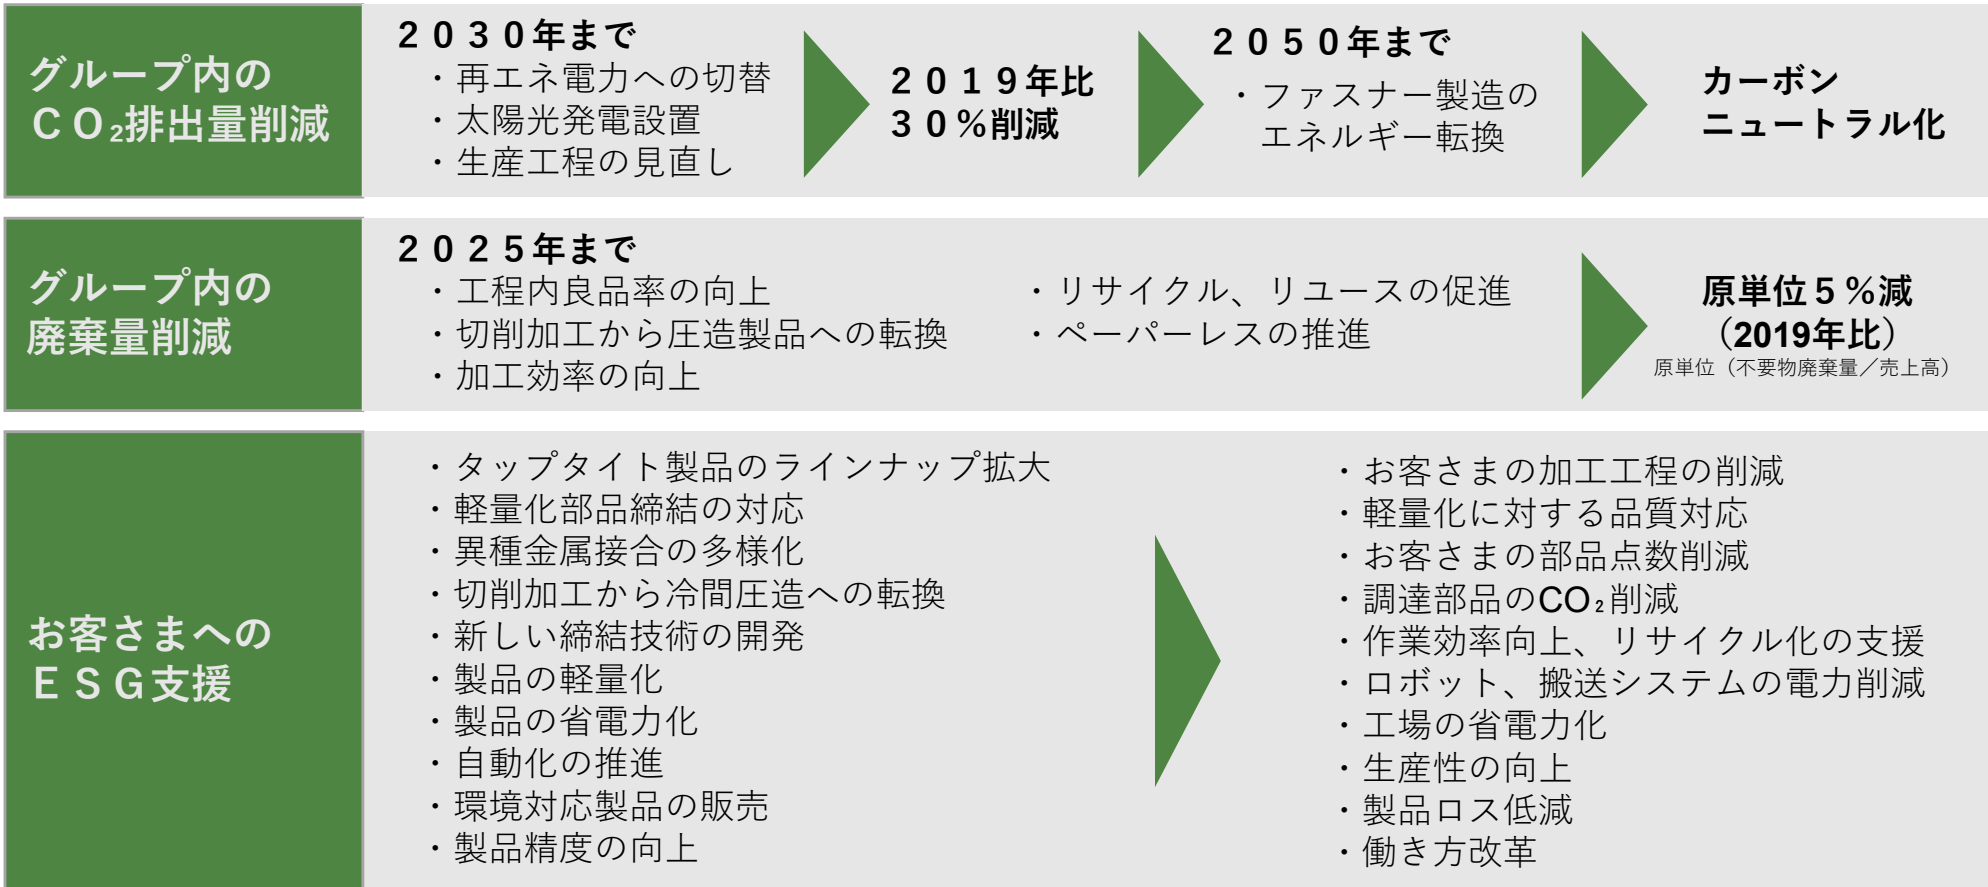 グループ内の
ＣＯ₂排出量削減
２０３０年まで
・再エネ電力への切替
・太陽光発電設置
・生産工程の見直し
２０１９年比
３０％削減
２０５０年まで
・ファスナー製造の
エネルギー転換
カーボン
ニュートラル化
グループ内の
廃棄量削減
２０２５年まで
・工程内良品率の向上
・切削加工から圧造製品への転換
・加工効率の向上
・リサイクル、リユースの促進
・ペーパーレスの推進
原単位５％減
（2019年比）
原単位（不要物廃棄量／売上高）
お客さまへの
ＥＳＧ支援
・タップタイト製品のラインナップ拡大
・軽量化部品締結の対応
・異種金属接合の多様化
・切削加工から冷間圧造への転換
・新しい締結技術の開発
・製品の軽量化
・製品の省電力化
・自動化の推進
・環境対応製品の販売
・製品精度の向上
・お客さまの加工工程の削減
・軽量化に対する品質対応
・お客さまの部品点数削減
・調達部品のCO₂削減
・作業効率向上、リサイクル化の支援
・ロボット、搬送システムの電力削減
・工場の省電力化
・生産性の向上
・製品ロス低減
・働き方改革